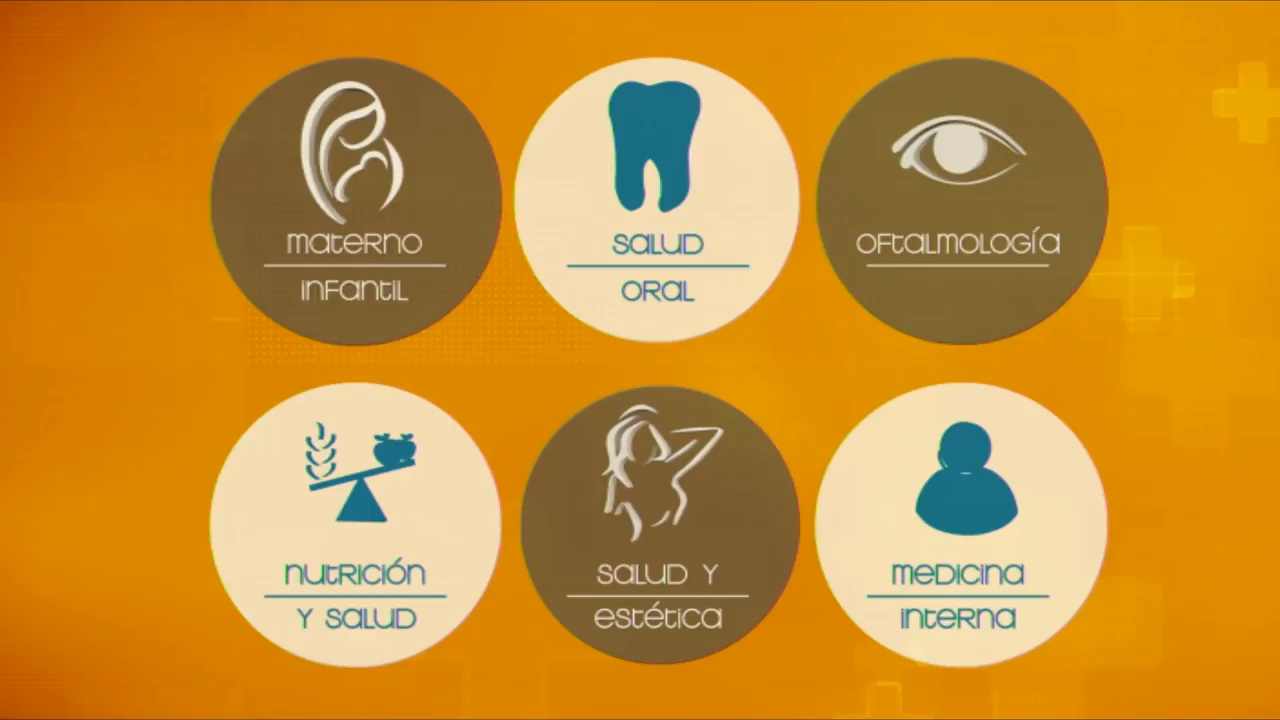 materno
infantil
salud
oral
oftalmología
nutrición
y salud
salud y
estética
medicina
interna